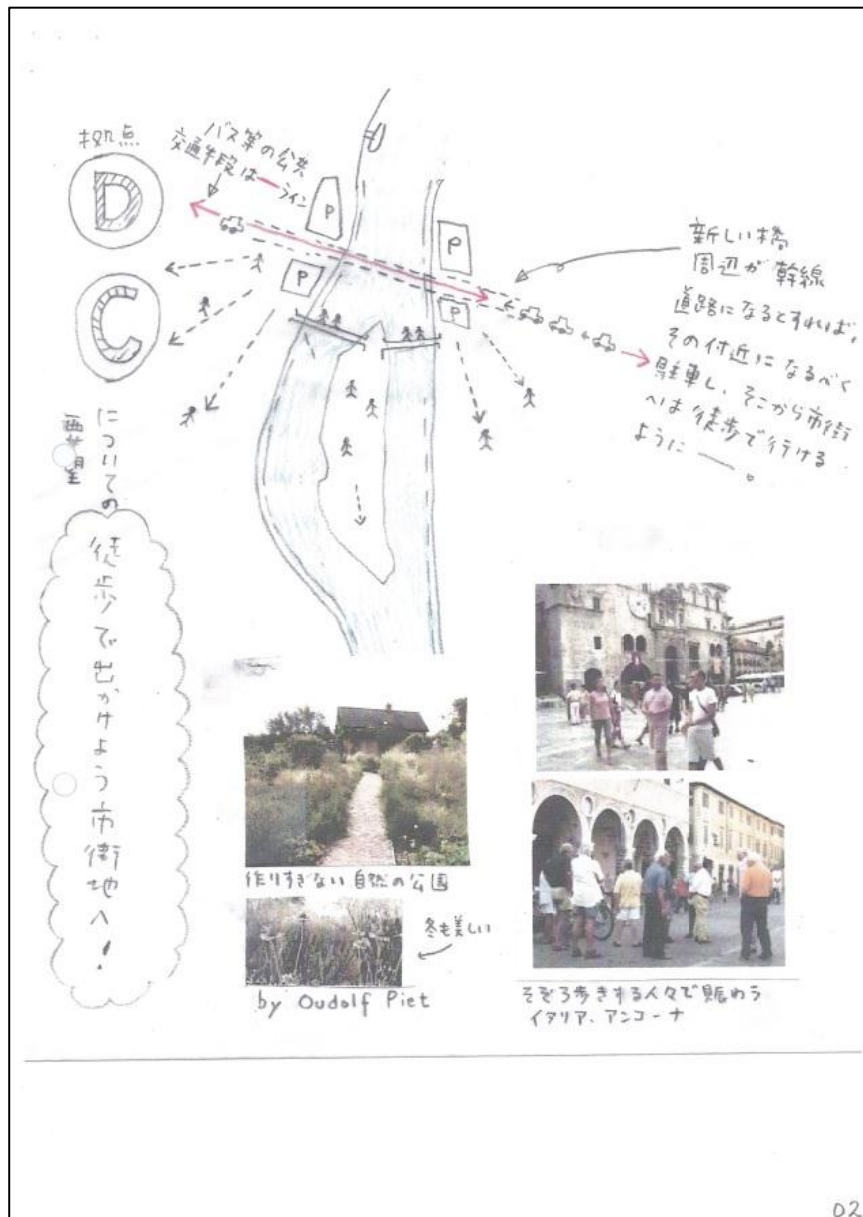 拠点
D
C
についての
要望
バス等の公共
交通手段は ライン
P
P
P
P
新しい橋
周辺が幹線
道路になるとすれば、
その付近になるべく
駐車し、そこから市街
へは徒歩で行ける
ように――。
徒歩で出かけよう市街地へ!
作りすぎない自然の公園
冬も美しい
by Oudolf Piet
そぞろ歩きする人々で賑わう
イタリア、アンコーナ
02